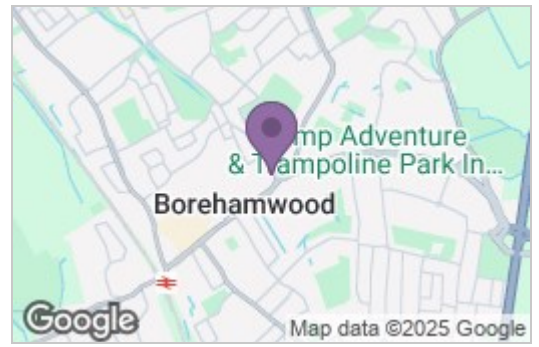 mp Adventure
& Trampoline Park In...
Borehamwood
Google
Map data ©2025 Google